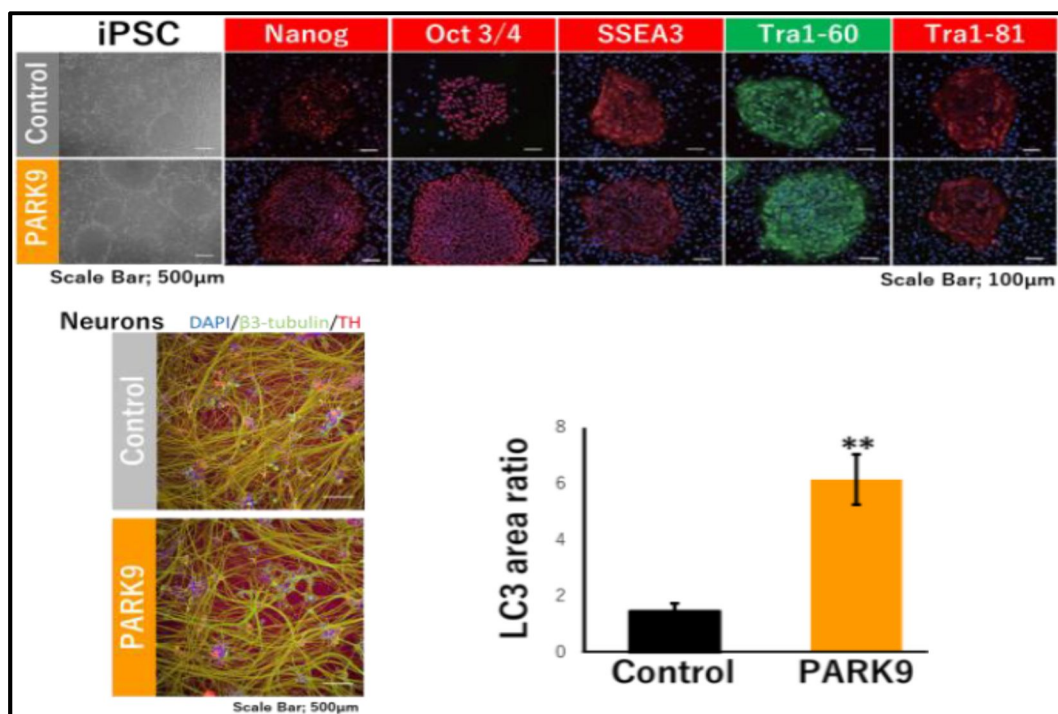 iPSC Nanog Oct 3/4 SSEA3 Tra1-60 Tra1-81
Control
PARK9
Scale Bar; 500μm Scale Bar; 100μm
Neurons DAPI/β3-tubulin/TH
Control
PARK9
Scale Bar; 500μm
LC3 area ratio
8
6
4
2
0
**
Control PARK9